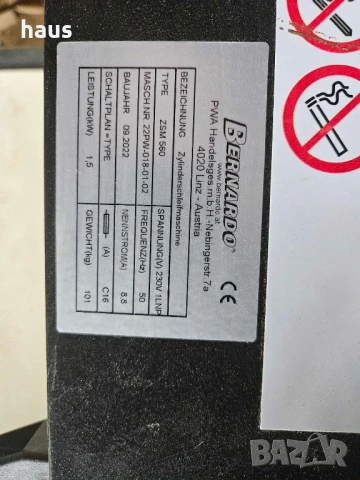 haus
BERNARDO®
www.bernardo.at
PWA Handelsges.m.b.H.-Nebingerstr.7a
4020 Linz - Austria
CE
BEZEICHNUNG Zylinderschleifmaschine
TYPE ZSM 560 SPANNUNG(V) 230V 1LNP
MASCH.NR. 22PW-018-01-02 FREQUENZ(Hz) 50
BAUJAHR 09.2022 NENNSTROM(A) 8.8
SCHALTPLAN =TYPE (A) C16
LEISTUNG(kW) 1,5 GEWICHT(kg) 101
BAZAR